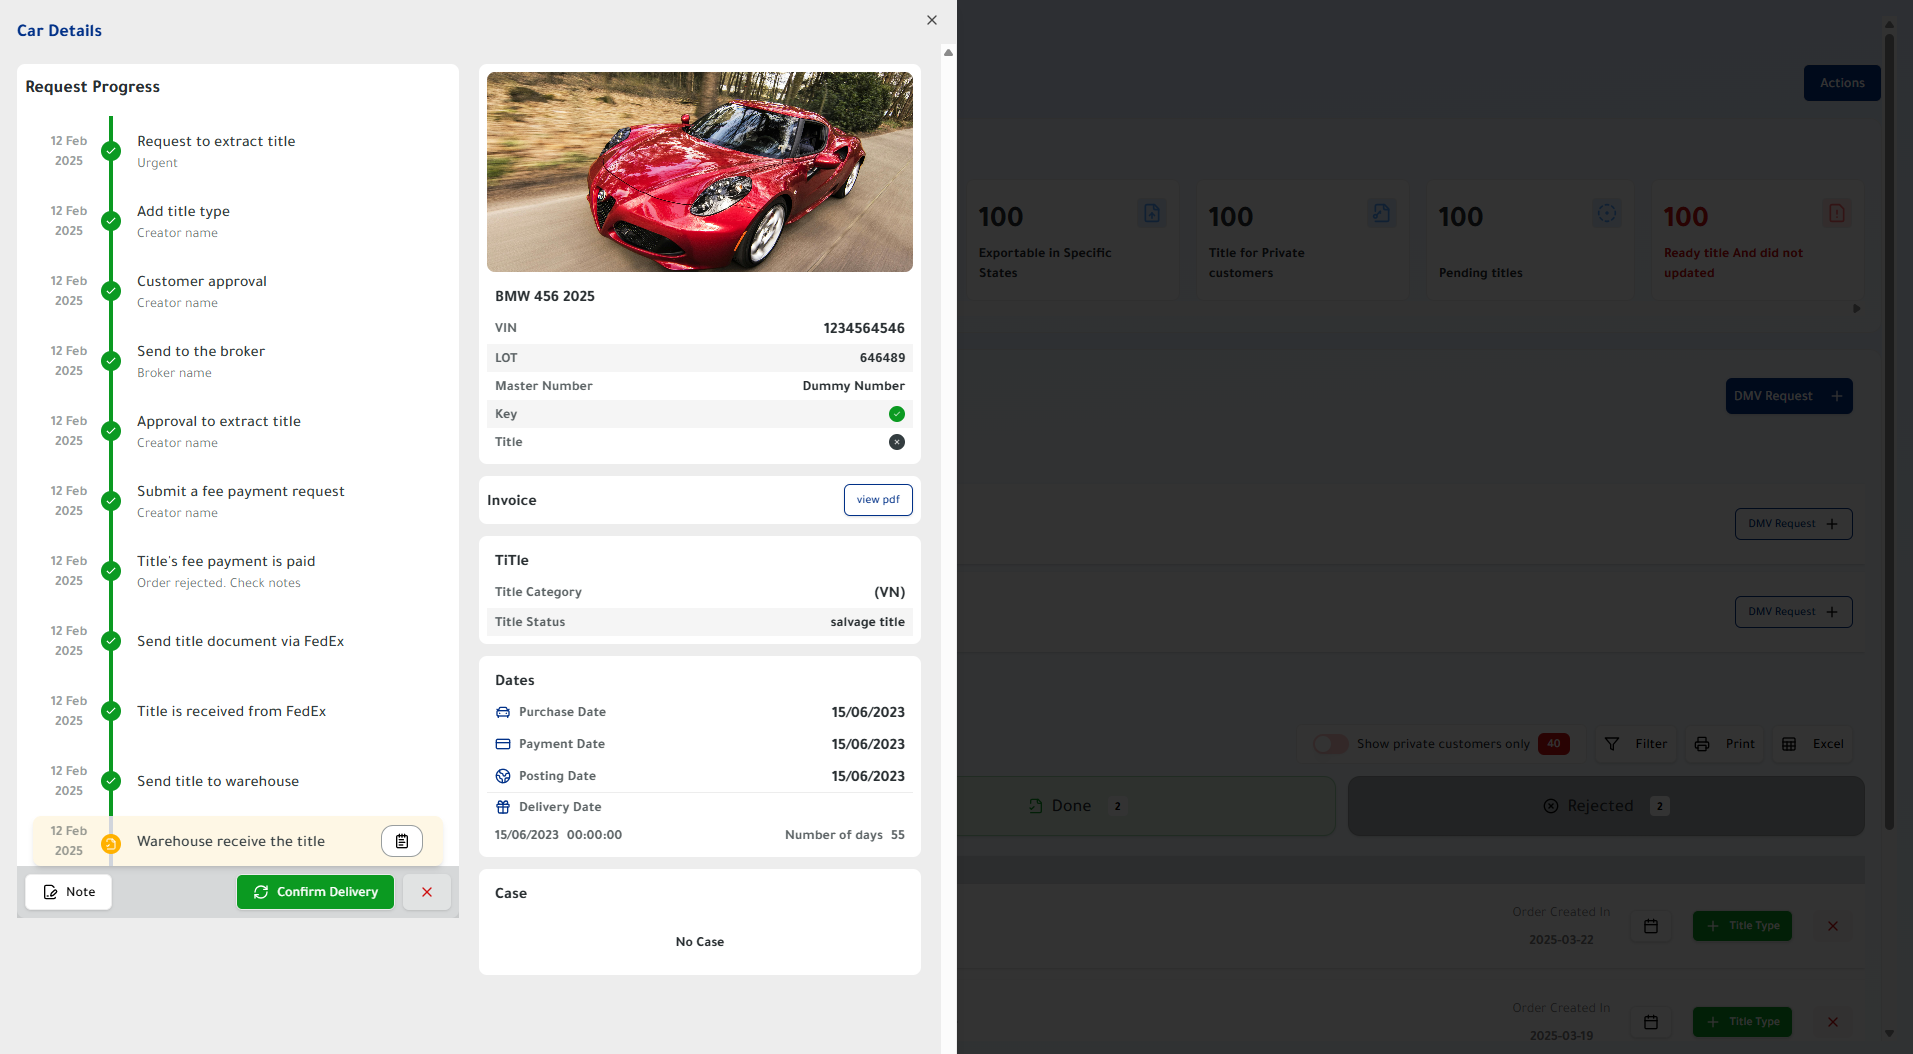 Car Details
Request Progress
12 Feb
2025
Request to extract title
Urgent
12 Feb
2025
Add title type
Creator name
12 Feb
2025
Customer approval
Creator name
12 Feb
2025
Send to the broker
Broker name
12 Feb
2025
Approval to extract title
Creator name
12 Feb
2025
Submit a fee payment request
Creator name
12 Feb
2025
Title's fee payment is paid
Order rejected. Check notes
12 Feb
2025
Send title document via FedEx
12 Feb
2025
Title is received from FedEx
12 Feb
2025
Send title to warehouse
12 Feb
2025
Warehouse receive the title
Note
Confirm Delivery
BMW 456 2025
VIN 1234564546
LOT 646489
Master Number Dummy Number
Key
Title
Invoice view pdf
TiTle
Title Category (VN)
Title Status salvage title
Dates
Purchase Date 15/06/2023
Payment Date 15/06/2023
Posting Date 15/06/2023
Delivery Date
15/06/2023 00:00:00 Number of days 55
Case
No Case
Actions
100
Exportable in Specific
States
100
Title for Private
customers
100
Pending titles
100
Ready title And did not
updated
DMV Request
DMV Request
DMV Request
Show private customers only 40 Filter Print Excel
Done 2 Rejected 2
Order Created In
2025-03-22
Title Type
Order Created In
2025-03-19
Title Type